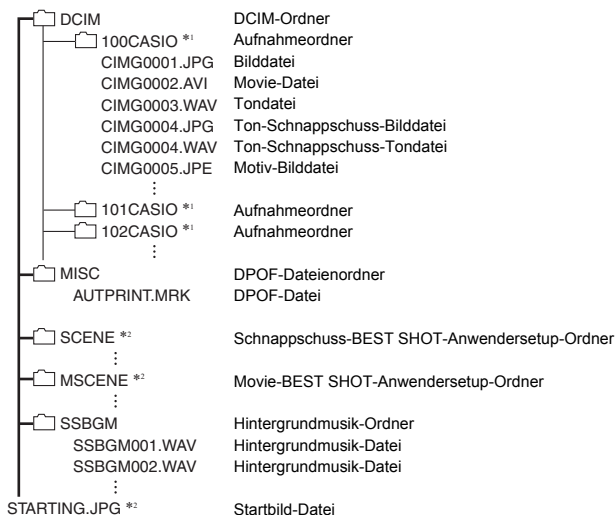 DCIM DCIM-Ordner
100CASIO *1 Aufnahmeordner
CIMG0001.JPG Bilddatei
CIMG0002.AVI Movie-Datei
CIMG0003.WAV Tondatei
CIMG0004.JPG Ton-Schnappschuss-Bilddatei
CIMG0004.WAV Ton-Schnappschuss-Tondatei
CIMG0005.JPE Motiv-Bilddatei
101CASIO *1 Aufnahmeordner
102CASIO *1 Aufnahmeordner
MISC DPOF-Dateienordner
AUTPRINT.MRK DPOF-Datei
SCENE *2 Schnappschuss-BEST SHOT-Anwendersetup-Ordner
MSCENE *2 Movie-BEST SHOT-Anwendersetup-Ordner
SSBGM Hintergrundmusik-Ordner
SSBGM001.WAV Hintergrundmusik-Datei
SSBGM002.WAV Hintergrundmusik-Datei
STARTING.JPG *2 Startbild-Datei